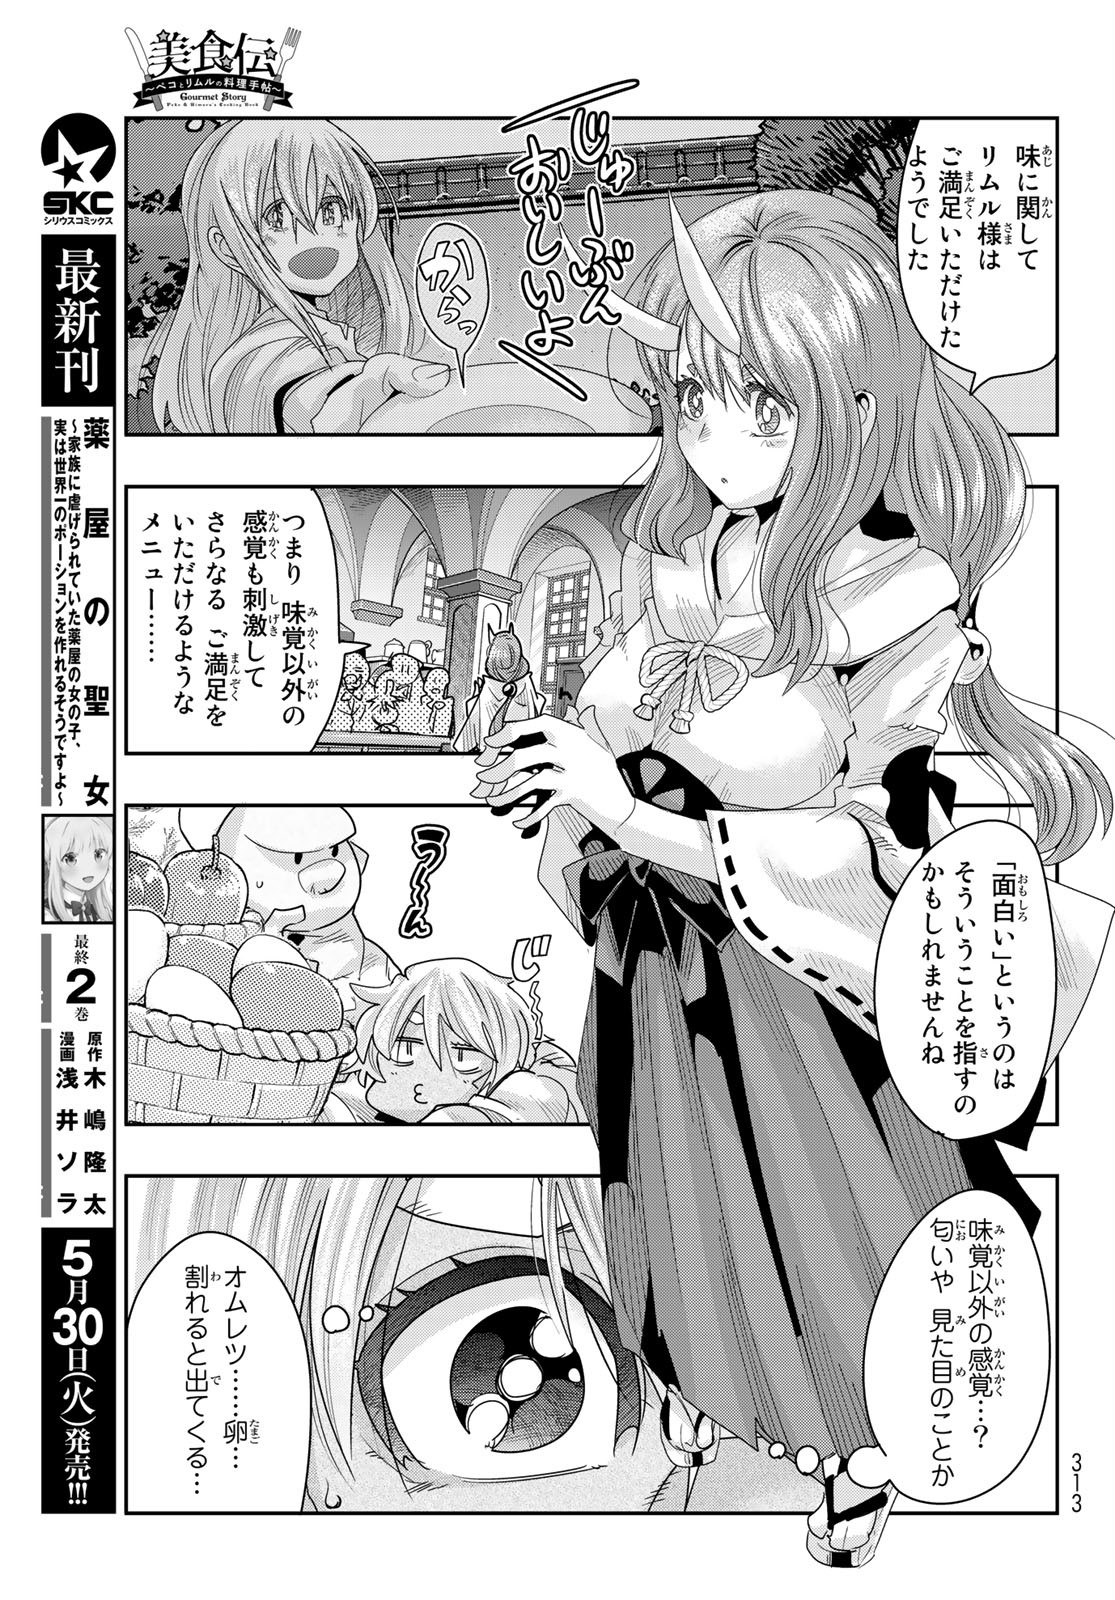 美食伝
～ペコとリムルの料理手帖～
Gourmet Story
Peko & Rimuru's Cooking Book
味に関して
リムル様は
ご満足いただけた
ようでした
じゅーぶん
おいしいよ
からっ
つまり 味覚以外の
感覚も刺激して
さらなる ご満足を
いただけるような
メニュー……
「面白い」というのは
そういうことを指すの
かもしれませんね
う〜〜ん
じ〜
味覚以外の感覚…？
匂いや 見た目のことか
オムレツ……卵…
割れると出てくる…
313
SKC
シリウスコミックス
最新刊
薬屋の聖女
～家族に虐げられていた薬屋の女の子、
実は世界一のポーションを作れるそうですよ～
最終
2
巻
原作 木嶋隆太
漫画 浅井ソラ
5月30日(火)発売!!!